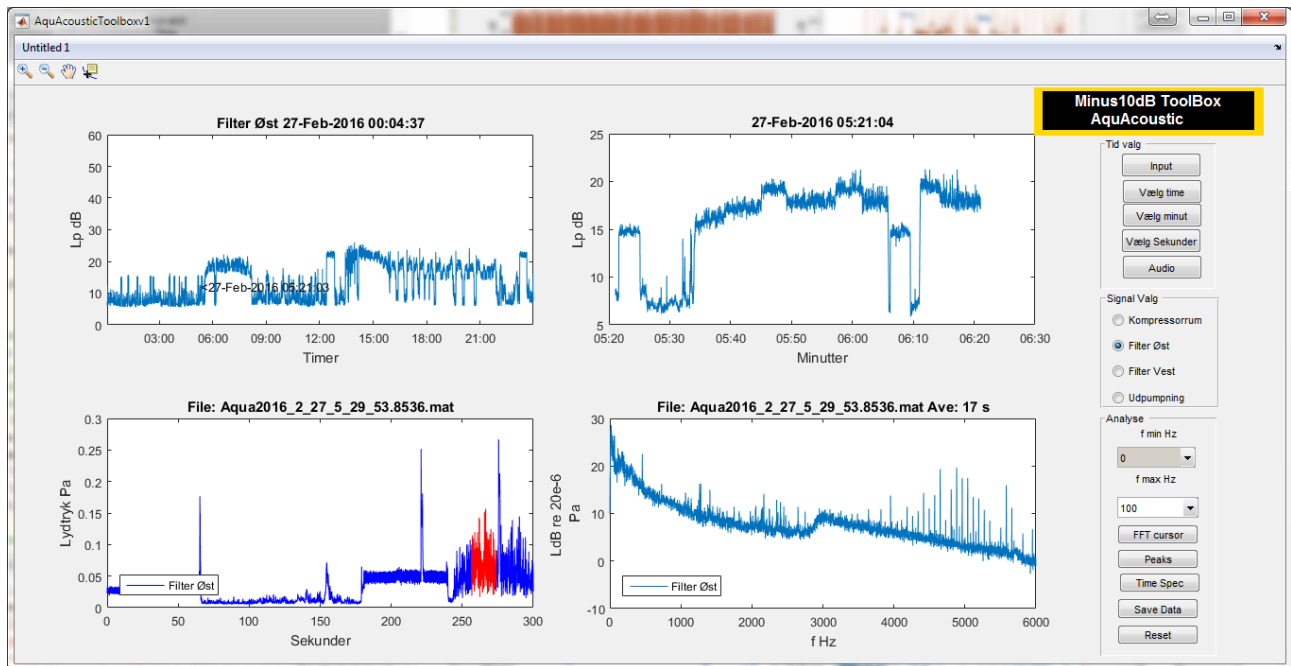 AquAcousticToolboxv1
Untitled 1
Minus10dB ToolBox
AquAcoustic
Filter Øst 27-Feb-2016 00:04:37
60
50
40
30
20
10
0
Lp dB
<27-Feb-2016 05:21:03
03:00 06:00 09:00 12:00 15:00 18:00 21:00
Timer
27-Feb-2016 05:21:04
25
20
15
10
5
Lp dB
05:20 05:30 05:40 05:50 06:00 06:10 06:20 06:30
Minutter
File: Aqua2016_2_27_5_29_53.8536.mat
0.3
0.25
0.2
0.15
0.1
0.05
0
Lydtryk Pa
Filter Øst
0 50 100 150 200 250 300
Sekunder
File: Aqua2016_2_27_5_29_53.8536.mat Ave: 17 s
30
20
10
0
-10
LdB re 20e-6
Pa
Filter Øst
0 1000 2000 3000 4000 5000 6000
f Hz
Tid valg
Input
Vælg time
Vælg minut
Vælg Sekunder
Audio
Signal Valg
Kompressorrum
Filter Øst
Filter Vest
Udpumpning
Analyse
f min Hz
0
f max Hz
100
FFT cursor
Peaks
Time Spec
Save Data
Reset